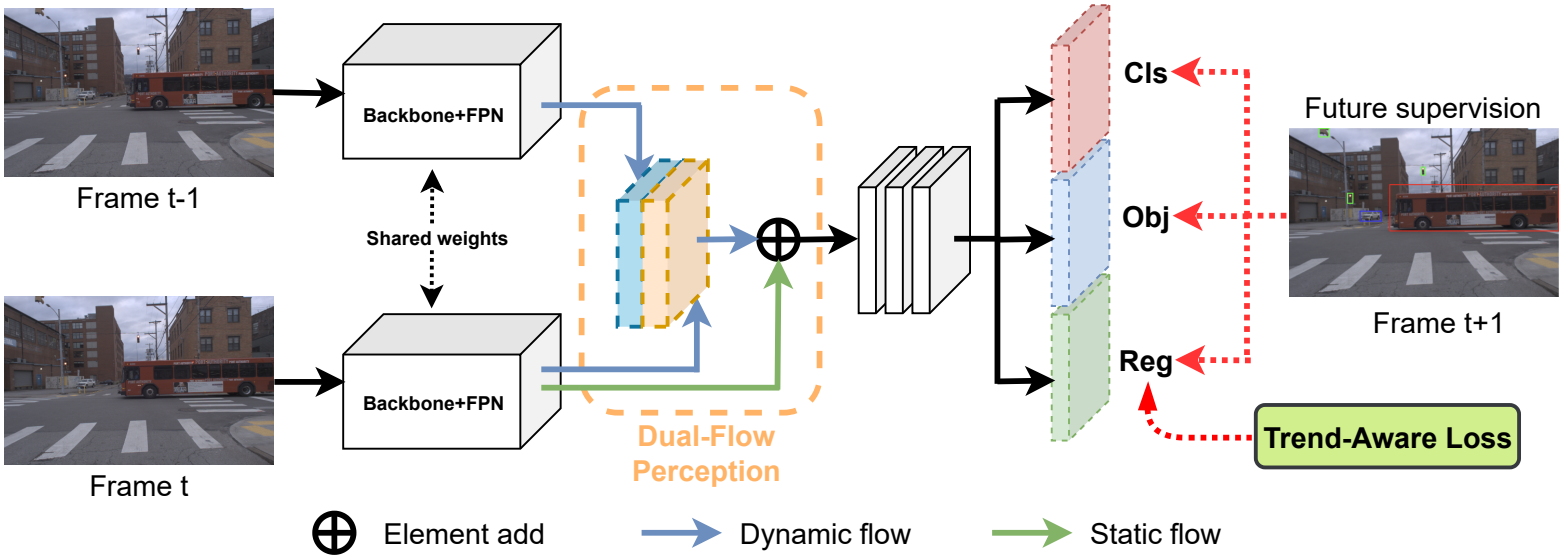 Frame t-1
Backbone+FPN
Shared weights
Backbone+FPN
Frame t
Dual-Flow
Perception
Cls
Obj
Reg
Future supervision
Frame t+1
Trend-Aware Loss
Element add
Dynamic flow
Static flow